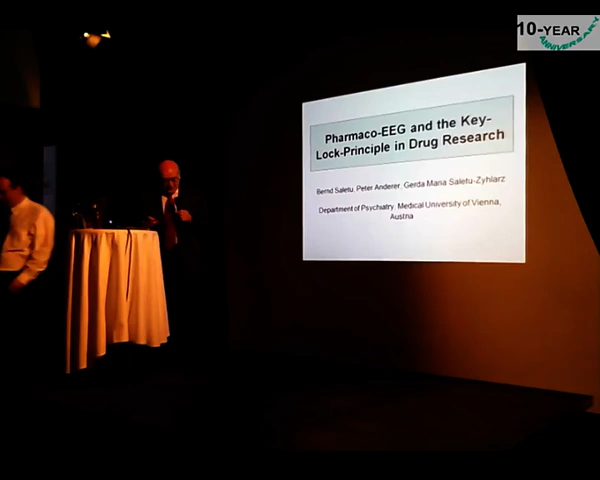 10-YEAR
ANNIVERSARY
Pharmaco-EEG and the Key-
Lock-Principle in Drug Research
Bernd Saletu, Peter Anderer, Gerda Maria Saletu-Zyhlarz
Department of Psychiatry, Medical University of Vienna,
Austria